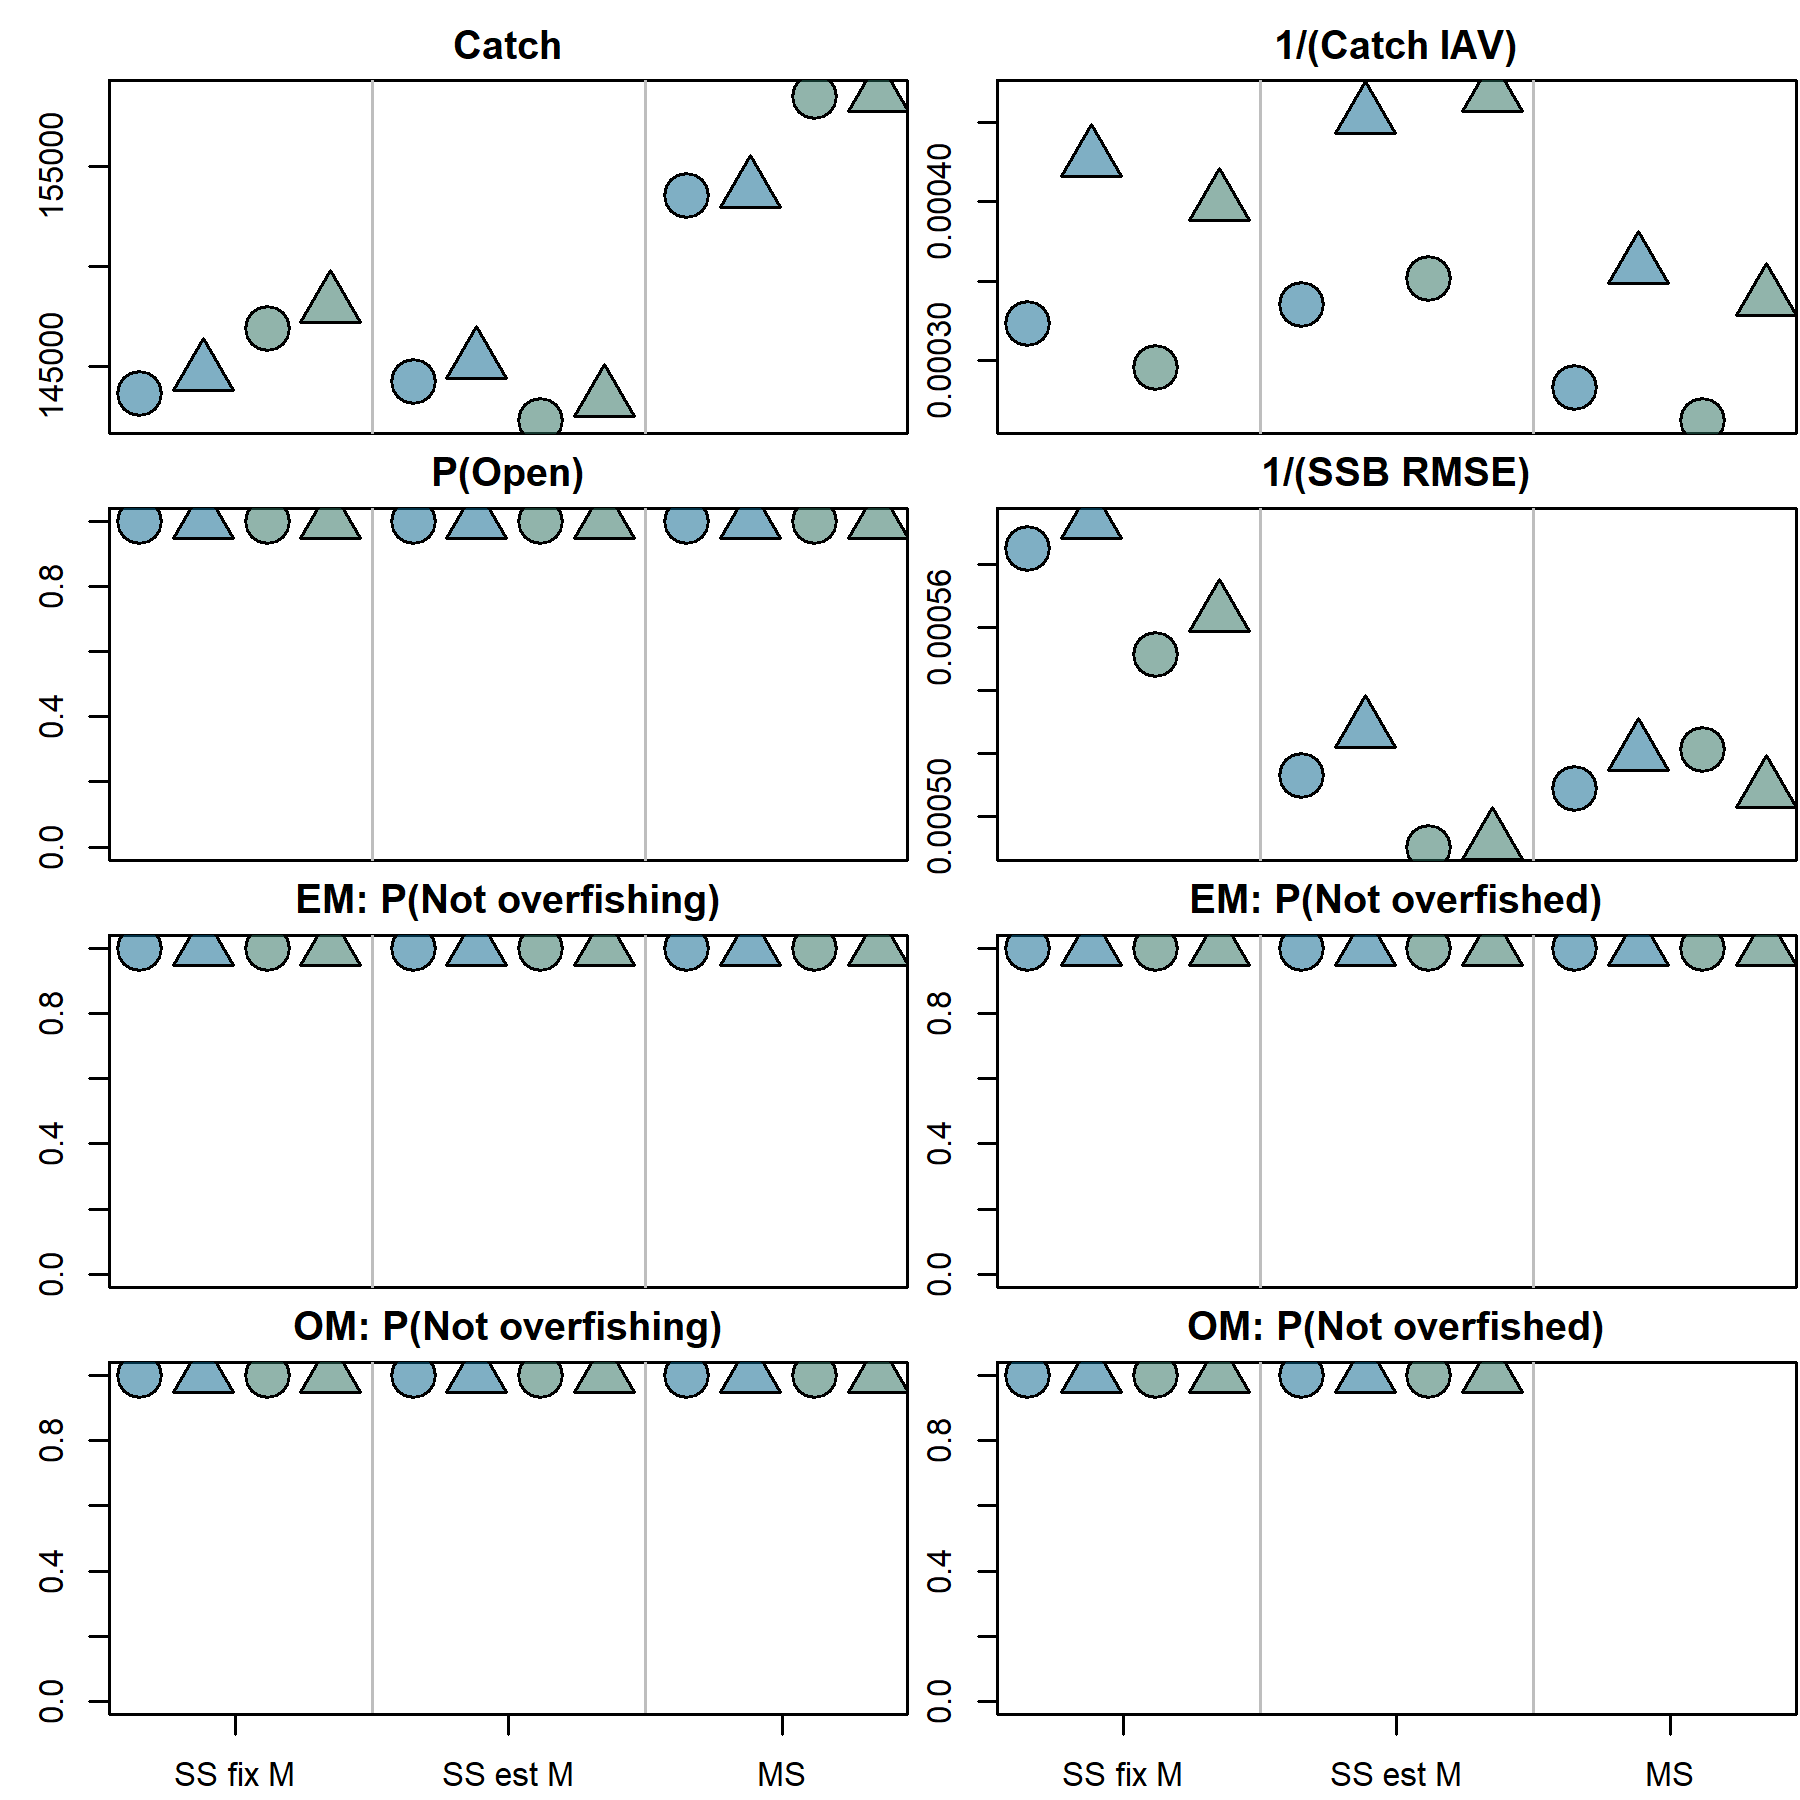 Catch
1/(Catch IAV)
155000
145000
0.00040
0.00030
P(Open)
1/(SSB RMSE)
0.8
0.4
0.0
0.00056
0.00050
EM: P(Not overfishing)
EM: P(Not overfished)
0.8
0.4
0.0
0.8
0.4
0.0
OM: P(Not overfishing)
OM: P(Not overfished)
0.8
0.4
0.0
0.8
0.4
0.0
SS fix M SS est M MS
SS fix M SS est M MS